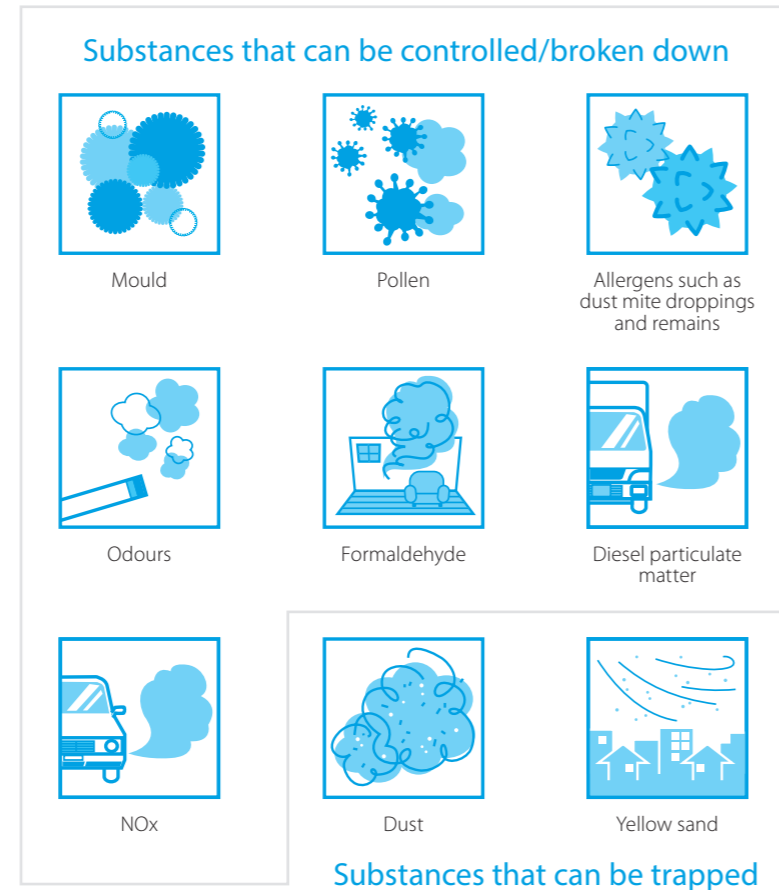 Substances that can be controlled/broken down
Mould
Pollen
Allergens such as
dust mite droppings
and remains
Odours
Formaldehyde
Diesel particulate
matter
NOx
Dust
Yellow sand
Substances that can be trapped